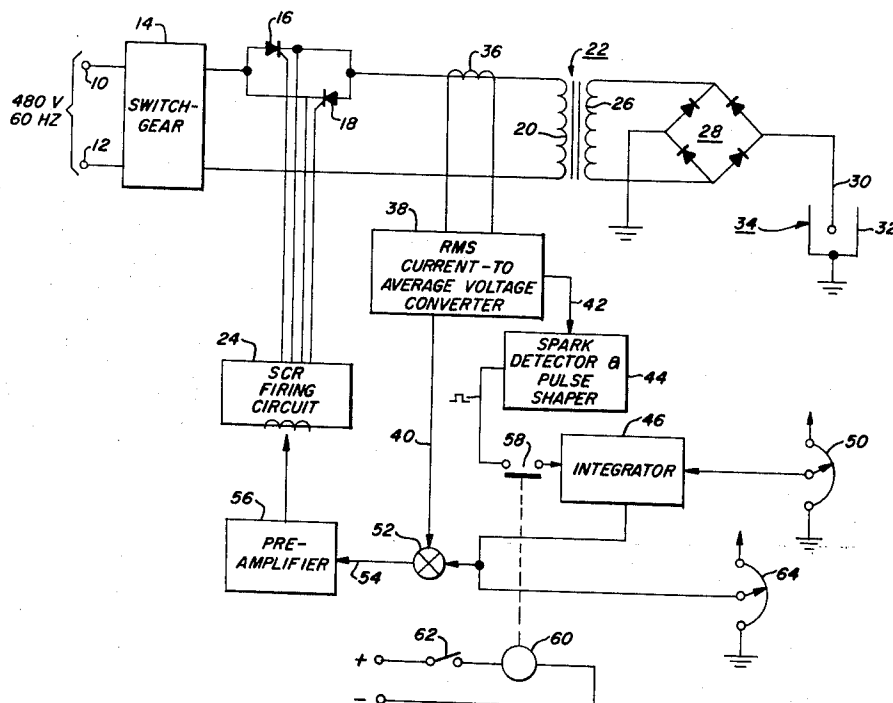 14
16
22
36
480 V
60 HZ
10
SWITCH-
GEAR
12
18
20
26
28
30
34
32
38
RMS
CURRENT-TO
AVERAGE VOLTAGE
CONVERTER
42
24
SCR
FIRING
CIRCUIT
SPARK
DETECTOR &
PULSE
SHAPER
44
40
46
58
INTEGRATOR
50
56
PRE-
AMPLIFIER
52
54
64
62
60
+
-